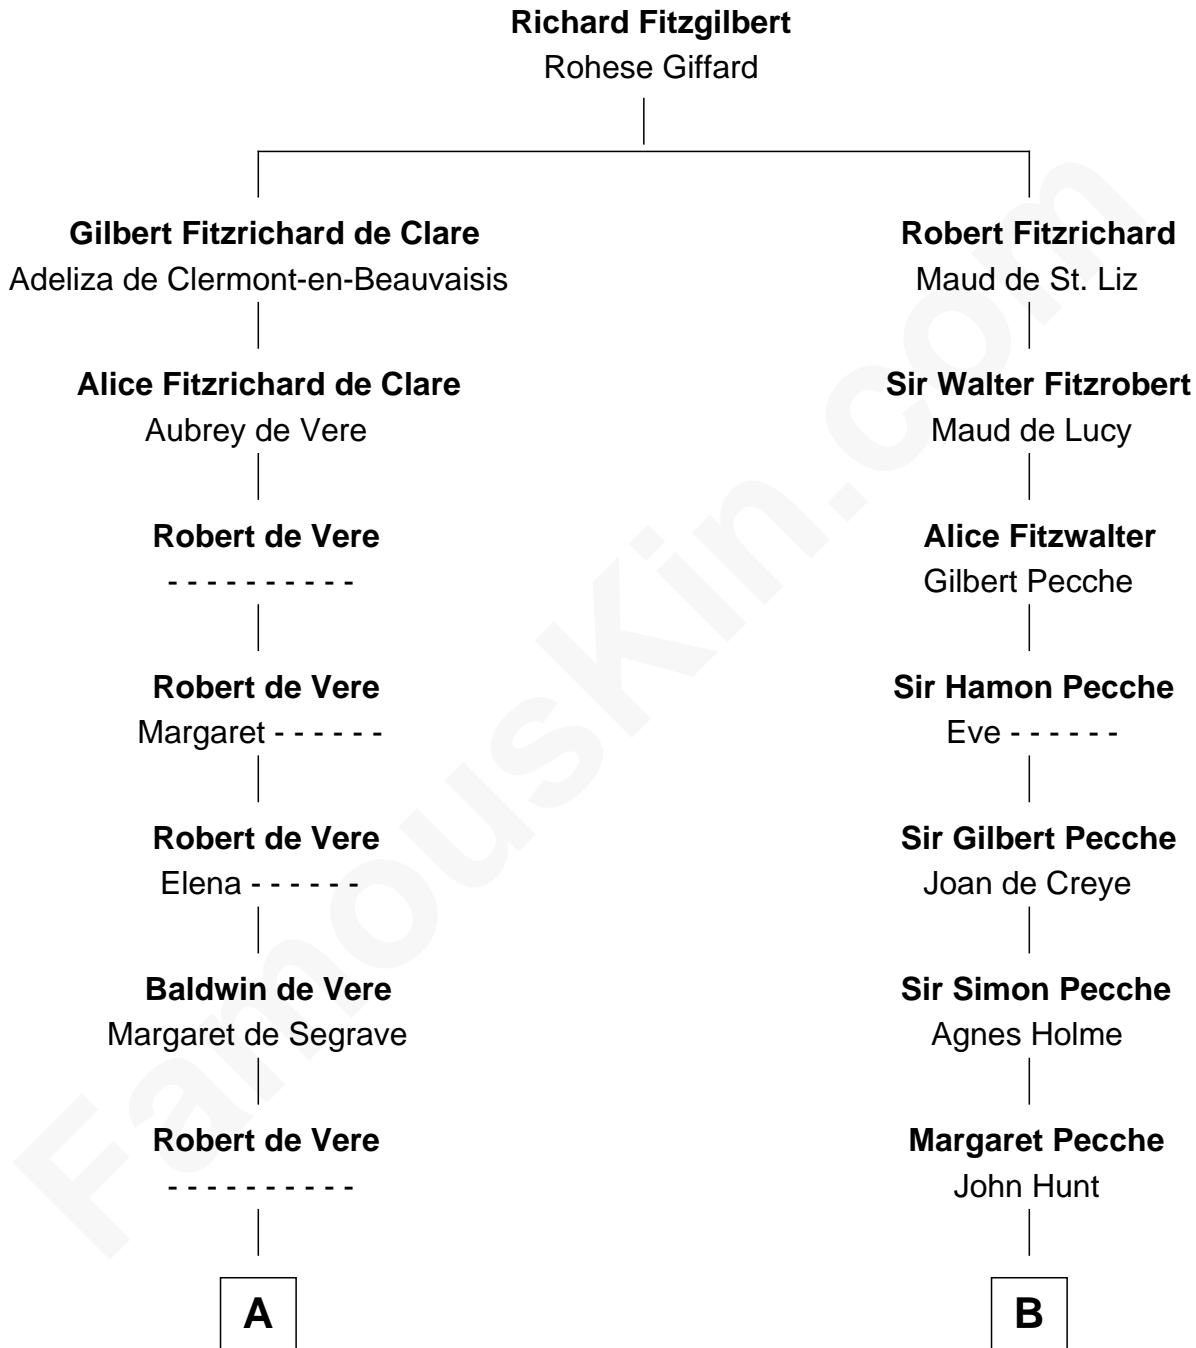 Richard Fitzgilbert
Rohese Giffard
Gilbert Fitzrichard de Clare
Adeliza de Clermont-en-Beauvaisis
Alice Fitzrichard de Clare
Aubrey de Vere
Robert de Vere
- - - - - - - - - -
Robert de Vere
Margaret - - - - - -
Robert de Vere
Elena - - - - - -
Baldwin de Vere
Margaret de Segrave
Robert de Vere
- - - - - - - - - -
A
Robert Fitzrichard
Maud de St. Liz
Sir Walter Fitzrobert
Maud de Lucy
Alice Fitzwalter
Gilbert Pecche
Sir Hamon Pecche
Eve - - - - - -
Sir Gilbert Pecche
Joan de Creye
Sir Simon Pecche
Agnes Holme
Margaret Pecche
John Hunt
B
FamousKin.com